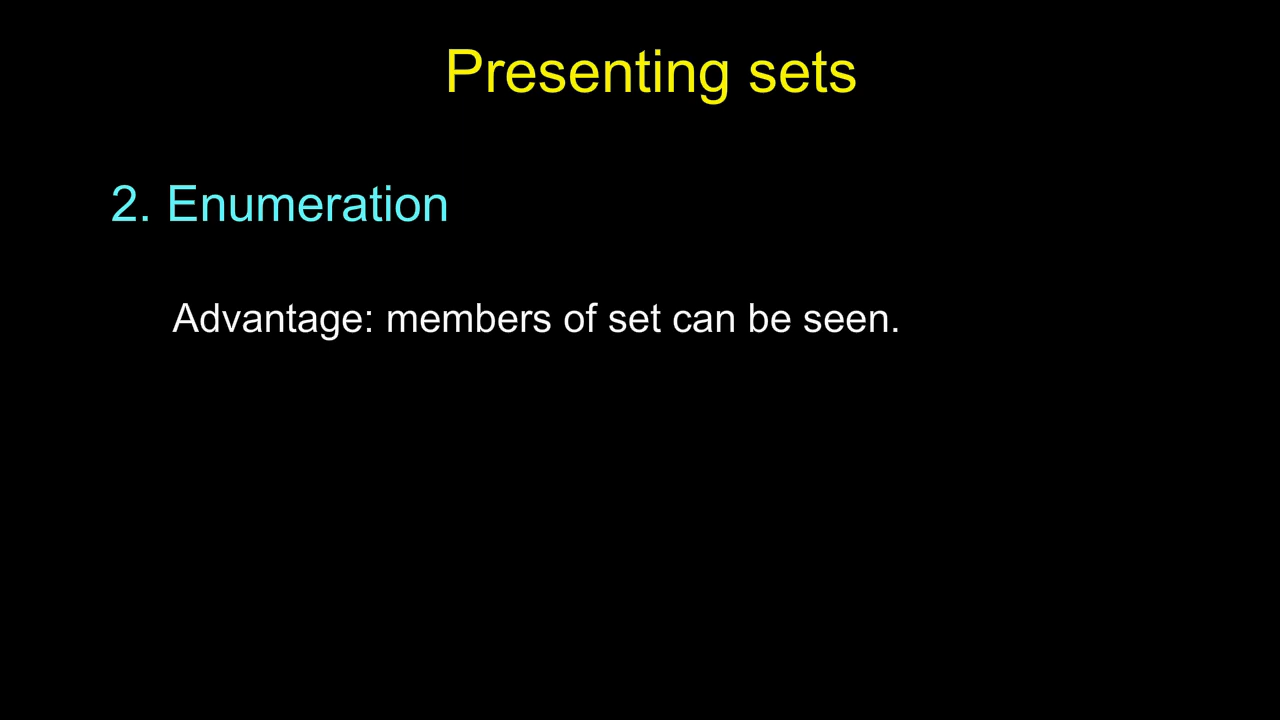 Presenting sets
2. Enumeration
Advantage: members of set can be seen.